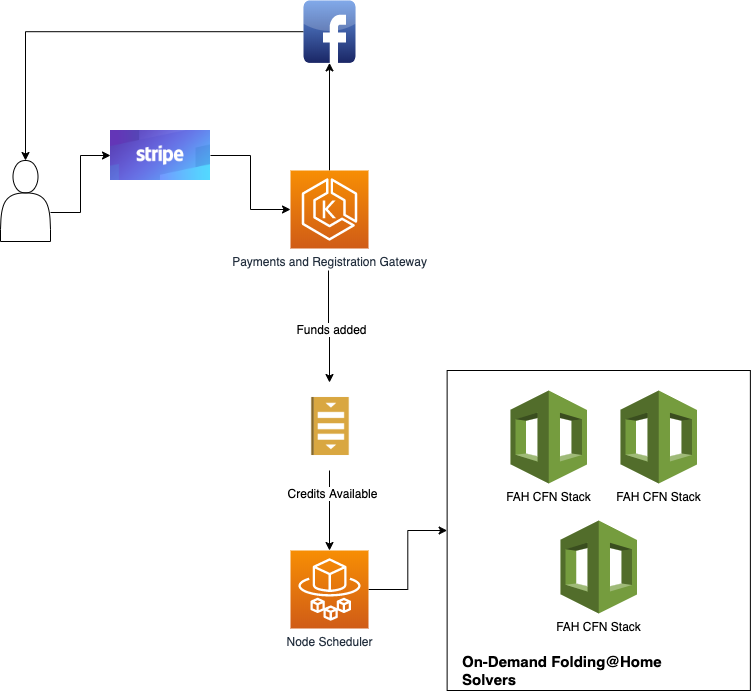 f
stripe
K
Payments and Registration Gateway
Funds added
Credits Available
FAH CFN Stack
FAH CFN Stack
FAH CFN Stack
Node Scheduler
On-Demand Folding@Home
Solvers